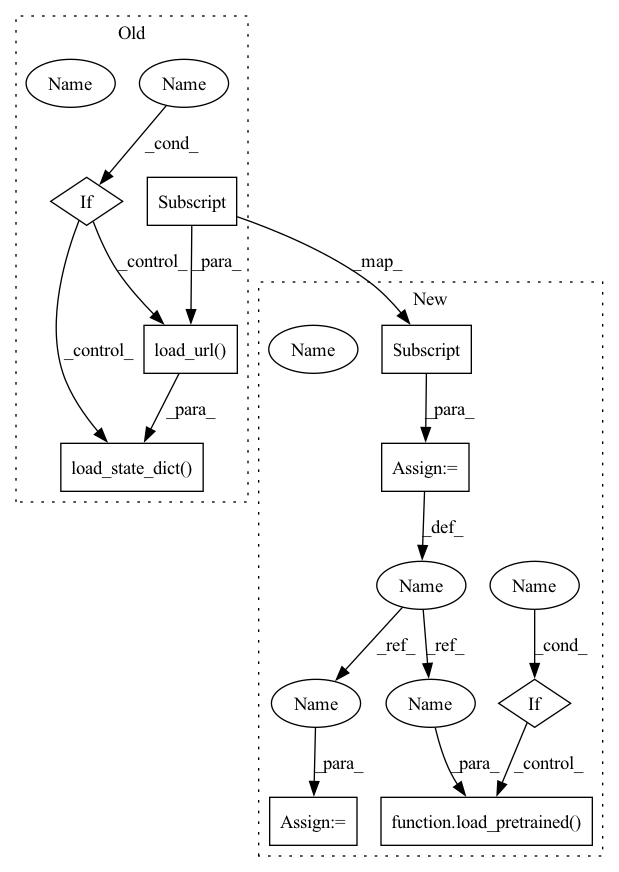 Old
Name
Name
_cond_
If
Subscript
_control_
_para_
_map_
New
_control_
load_url()
Name
Subscript
_para_
_para_
load_state_dict()
Assign:=
_def_
Name
Name
_ref_
_ref_
_cond_
Name
Name
If
_para_
_para_
_control_
Assign:=
function.load_pretrained()